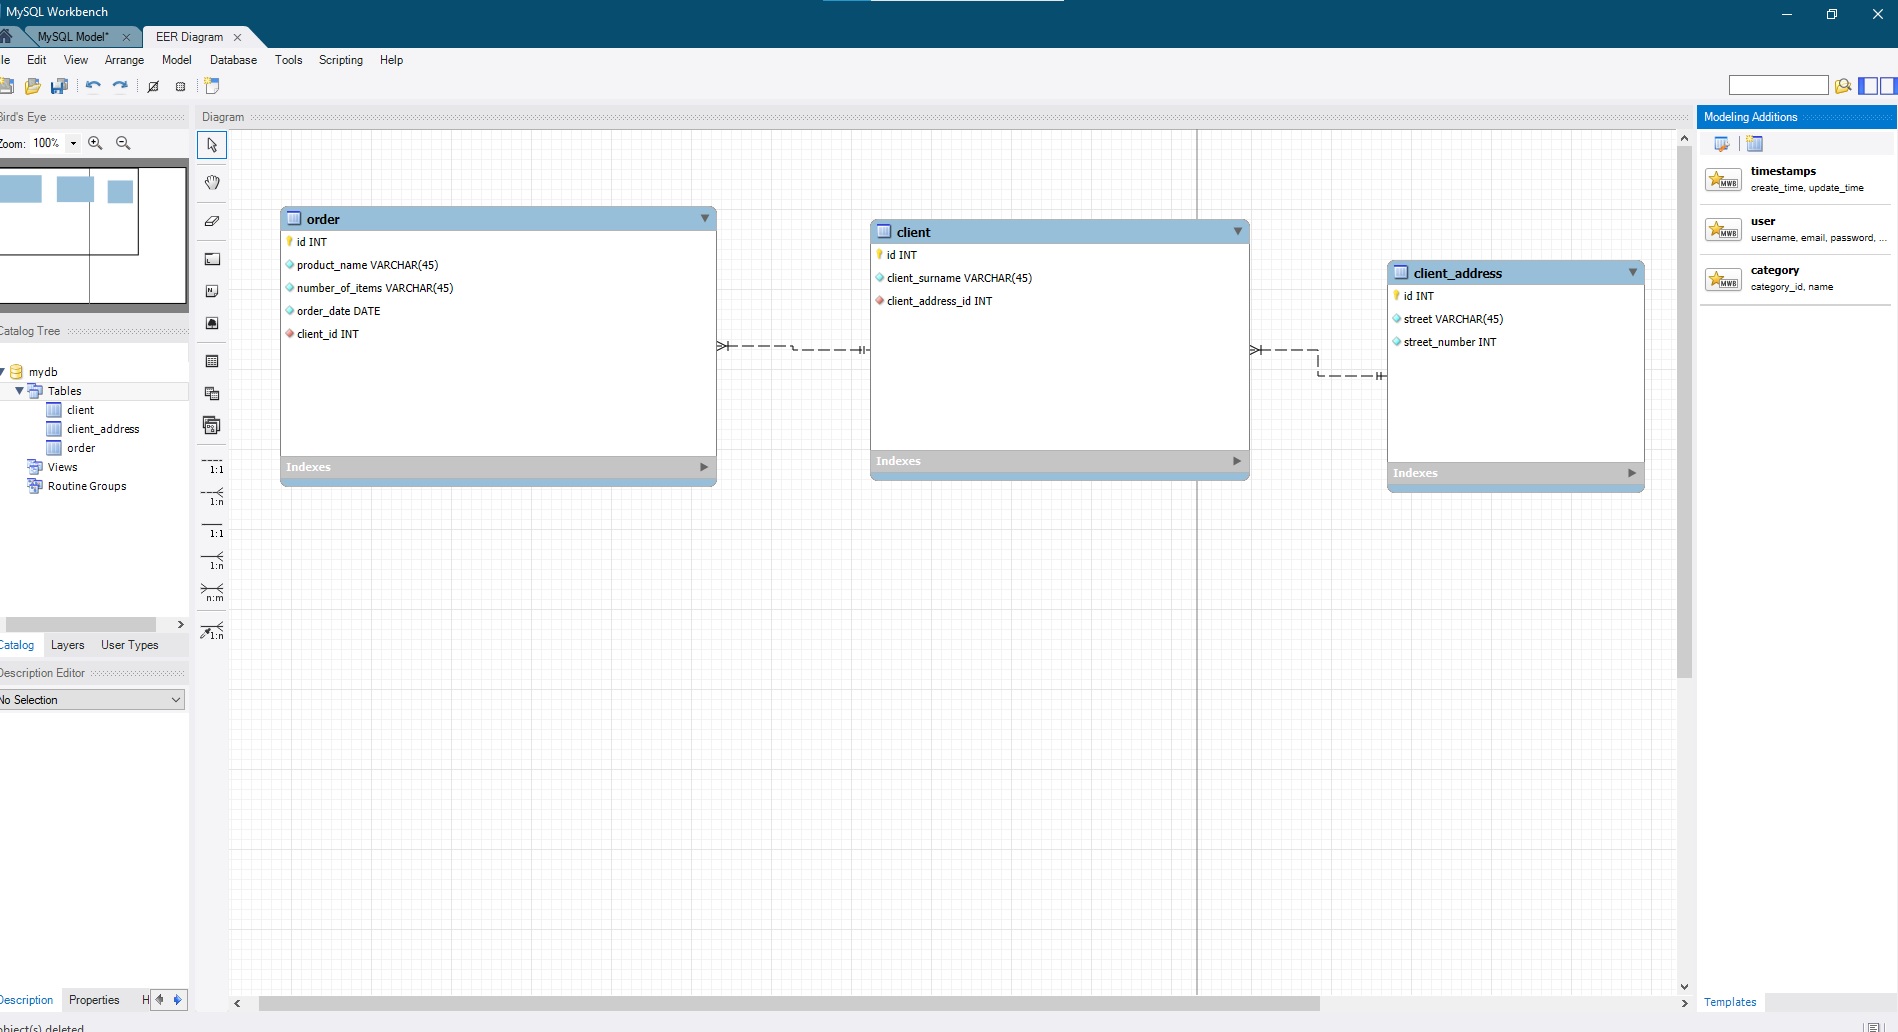 MySQL Workbench
MySQL Model*
EER Diagram
le Edit View Arrange Model Database Tools Scripting Help
Bird's Eye
Zoom: 100%
Catalog Tree
mydb
Tables
client
client_address
order
Views
Routine Groups
Catalog Layers User Types
Description Editor
No Selection
Description Properties H
object(s) deleted
Diagram
1:1
1:n
1:1
1:n
n:m
1:n
order
id INT
product_name VARCHAR(45)
number_of_items VARCHAR(45)
order_date DATE
client_id INT
Indexes
client
id INT
client_surname VARCHAR(45)
client_address_id INT
Indexes
client_address
id INT
street VARCHAR(45)
street_number INT
Indexes
Modeling Additions
MWB
timestamps
create_time, update_time
MWB
user
username, email, password, ...
MWB
category
category_id, name
Templates